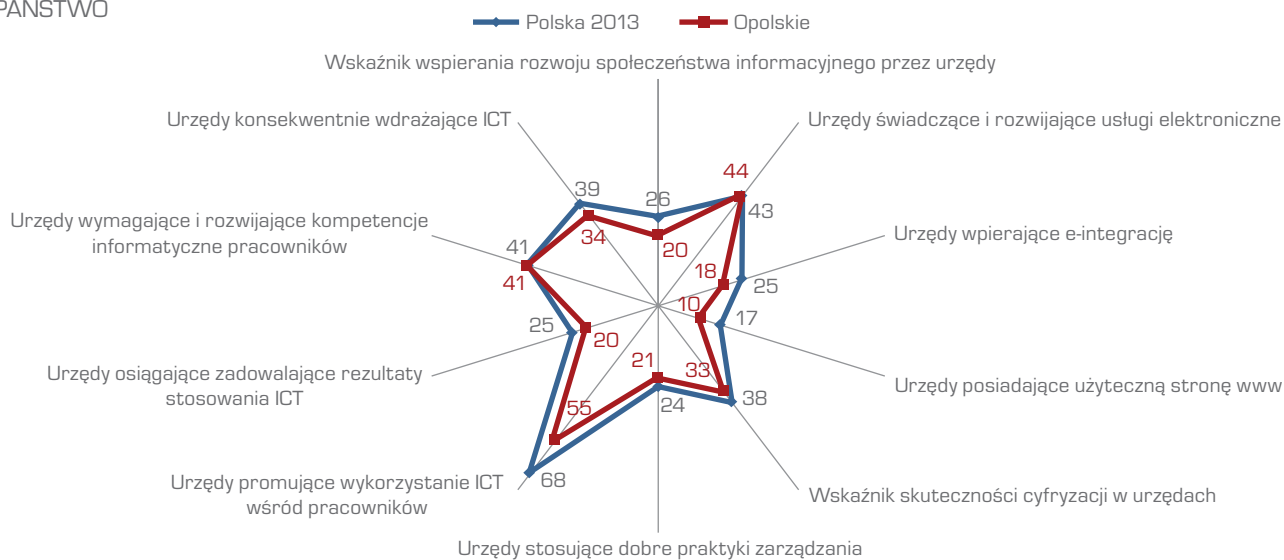 PAŃSTWO
Polska 2013 Opolskie
Wskaźnik wspierania rozwoju społeczeństwa informacyjnego przez urzędy
Urzędy konsekwentnie wdrażające ICT
Urzędy świadczące i rozwijające usługi elektroniczne
44
39
26
43
Urzędy wymagające i rozwijające kompetencje
informatyczne pracowników
34
20
Urzędy wpierające e-integrację
41
41
18
25
10
17
25
20
Urzędy osiągające zadowalające rezultaty
stosowania ICT
21
33
Urzędy posiadające użyteczną stronę www
55
24
38
68
Urzędy promujące wykorzystanie ICT
wśród pracowników
Wskaźnik skuteczności cyfryzacji w urzędach
Urzędy stosujące dobre praktyki zarządzania